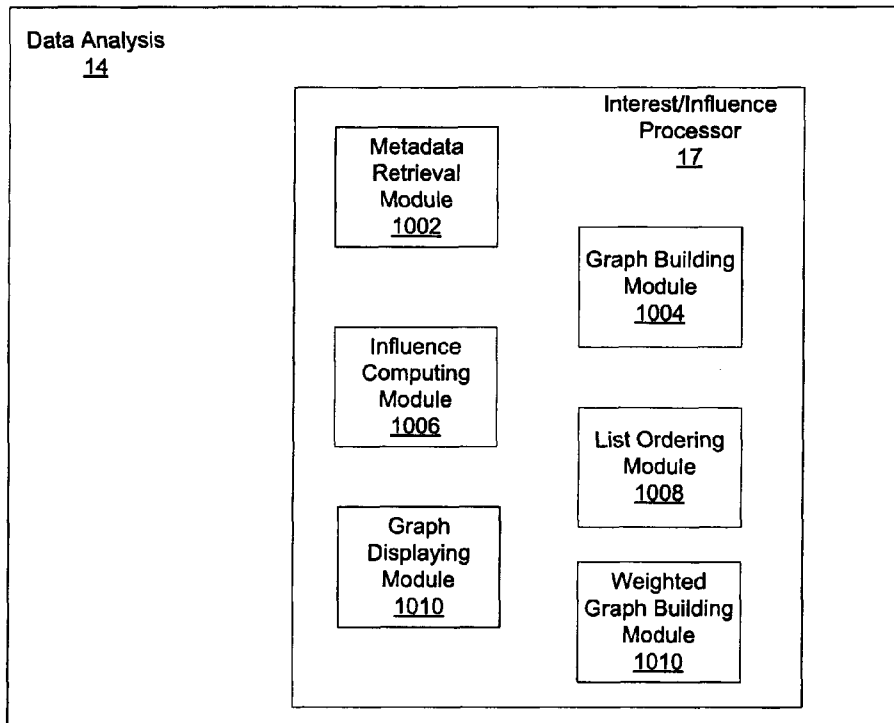 Data Analysis
14
Interest/Influence
Processor
17
Metadata
Retrieval
Module
1002
Graph Building
Module
1004
Influence
Computing
Module
1006
List Ordering
Module
1008
Graph
Displaying
Module
1010
Weighted
Graph Building
Module
1010